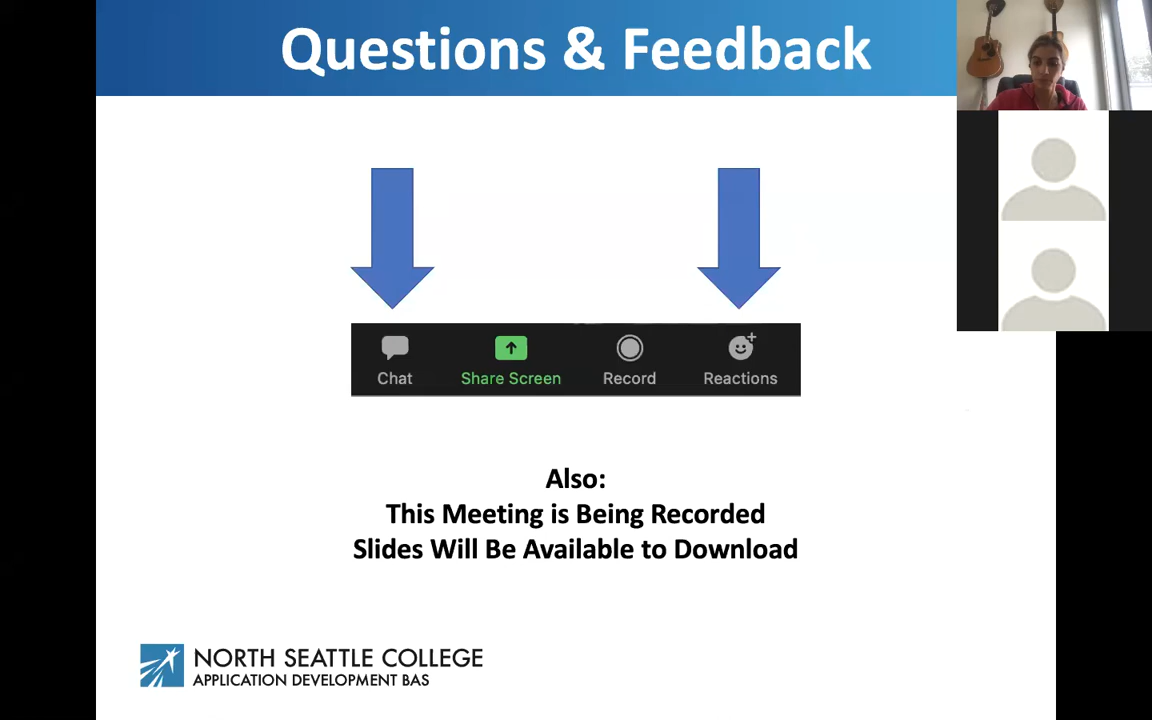 Questions & Feedback
Chat
Share Screen
Record
Reactions
Also:
This Meeting is Being Recorded
Slides Will Be Available to Download
NORTH SEATTLE COLLEGE
APPLICATION DEVELOPMENT BAS